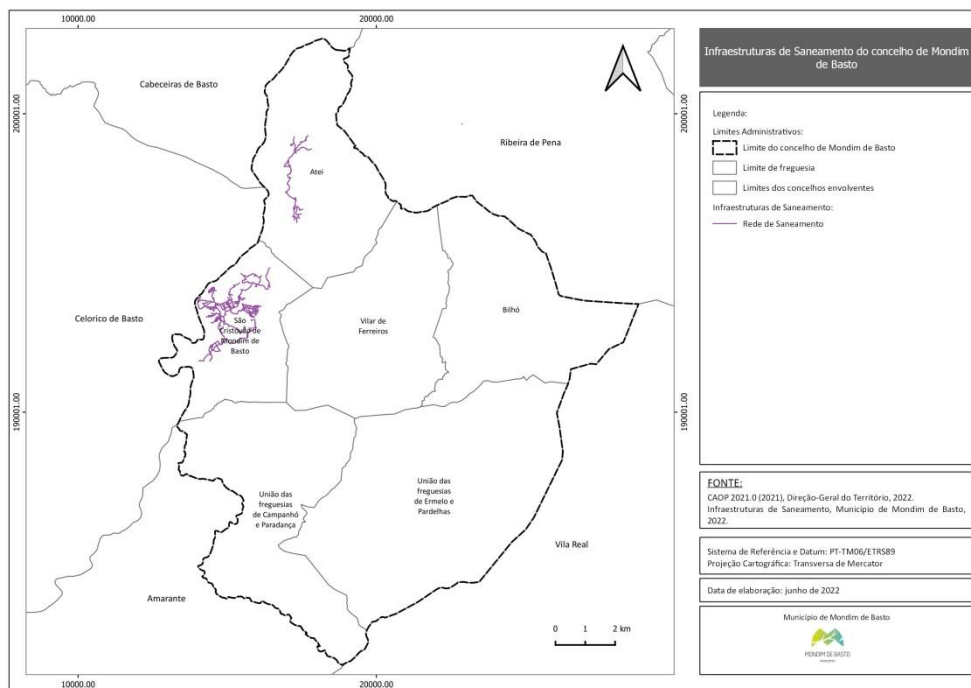 10000.00
20000.00
Infraestruturas de Saneamento do concelho de Mondim
de Basto
Cabeceiras de Basto
Ribeira de Pena
200001.00
200001.00
Atei
Legenda:
Limites Administrativos:
Limite do concelho de Mondim de Basto
Limite de freguesia
Limites dos concelhos envolventes
Infraestruturas de Saneamento:
Rede de Saneamento
Celorico de Basto
São
Cristóvão de
Mondim de
Basto
Vilar de
Ferreiros
Bilhó
190001.00
190001.00
União das
freguesias
de Campanhó
e Paradança
União das
freguesias
de Ermelo e
Pardelhas
Vila Real
Amarante
0 1 2 km
10000.00
20000.00
FONTE:
CAOP 2021.0 (2021), Direção-Geral do Território, 2022.
Infraestruturas de Saneamento, Município de Mondim de Basto,
2022.
Sistema de Referência e Datum: PT-TM06/ETRS89
Projeção Cartográfica: Transversa de Mercator
Data de elaboração: junho de 2022
Município de Mondim de Basto
MONDIM DE BASTO